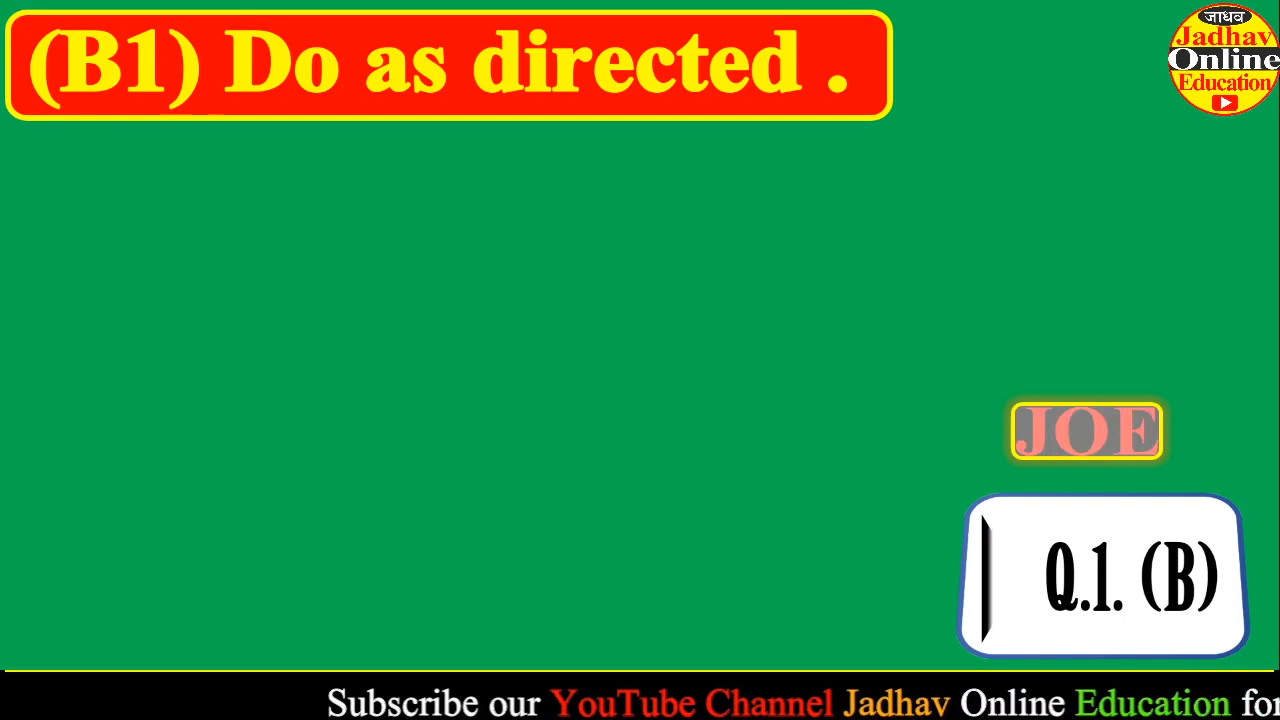 (B1) Do as directed .
जाधव
Jadhav
Online
Education
JOE
Q.1. (B)
Subscribe our YouTube Channel Jadhav Online Education for